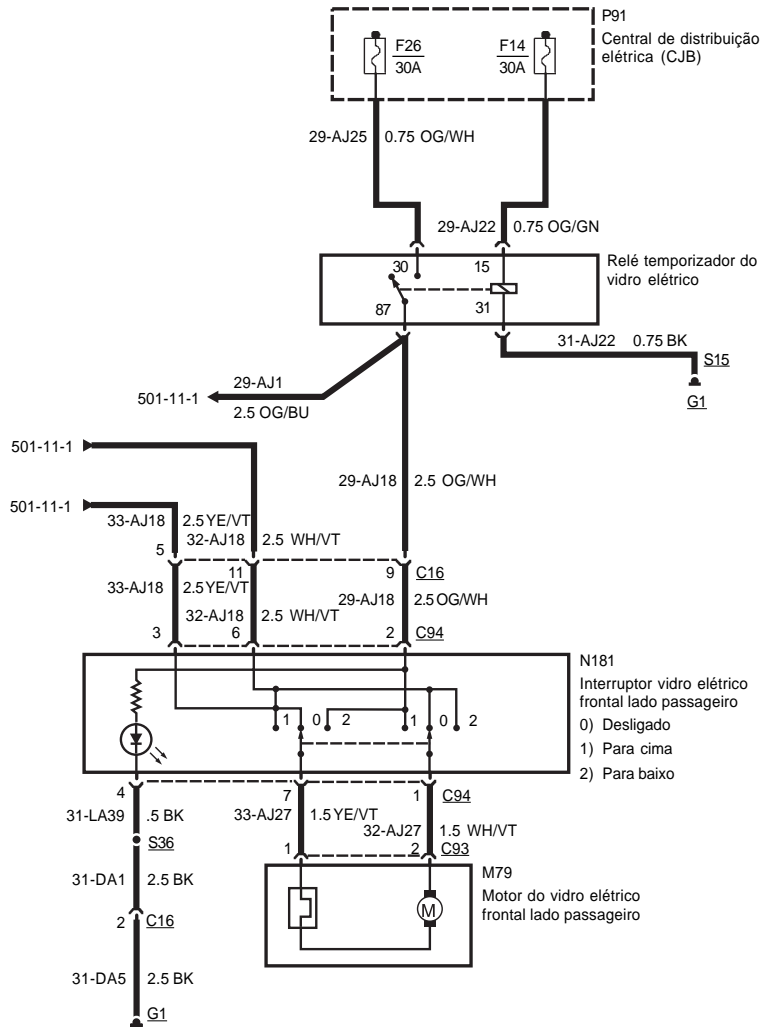 P91
F26
30A
F14
30A
Central de distribuição
elétrica (CJB)
29-AJ25 0.75 OG/WH
29-AJ22 0.75 OG/GN
30
15
87
31
Relé temporizador do
vidro elétrico
31-AJ22 0.75 BK
S15
G1
29-AJ1
501-11-1
2.5 OG/BU
501-11-1
29-AJ18 2.5 OG/WH
501-11-1
33-AJ18 2.5 YE/VT
32-AJ18 2.5 WH/VT
5
11
9 C16
33-AJ18 2.5 YE/VT
29-AJ18 2.5 OG/WH
32-AJ18 2.5 WH/VT
3
6
2 C94
N181
Interruptor vidro elétrico
frontal lado passageiro
0) Desligado
1) Para cima
2) Para baixo
1 0 2
1 0 2
4
7
1 C94
31-LA39 .5 BK
33-AJ27 1.5 YE/VT
32-AJ27 1.5 WH/VT
S36
1
2 C93
31-DA1 2.5 BK
M79
Motor do vidro elétrico
frontal lado passageiro
M
2 C16
31-DA5 2.5 BK
G1